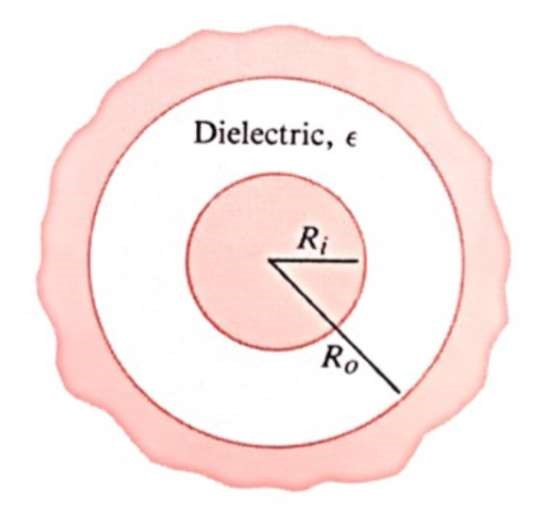 Dielectric, ϵ
Rᵢ
Rₒ